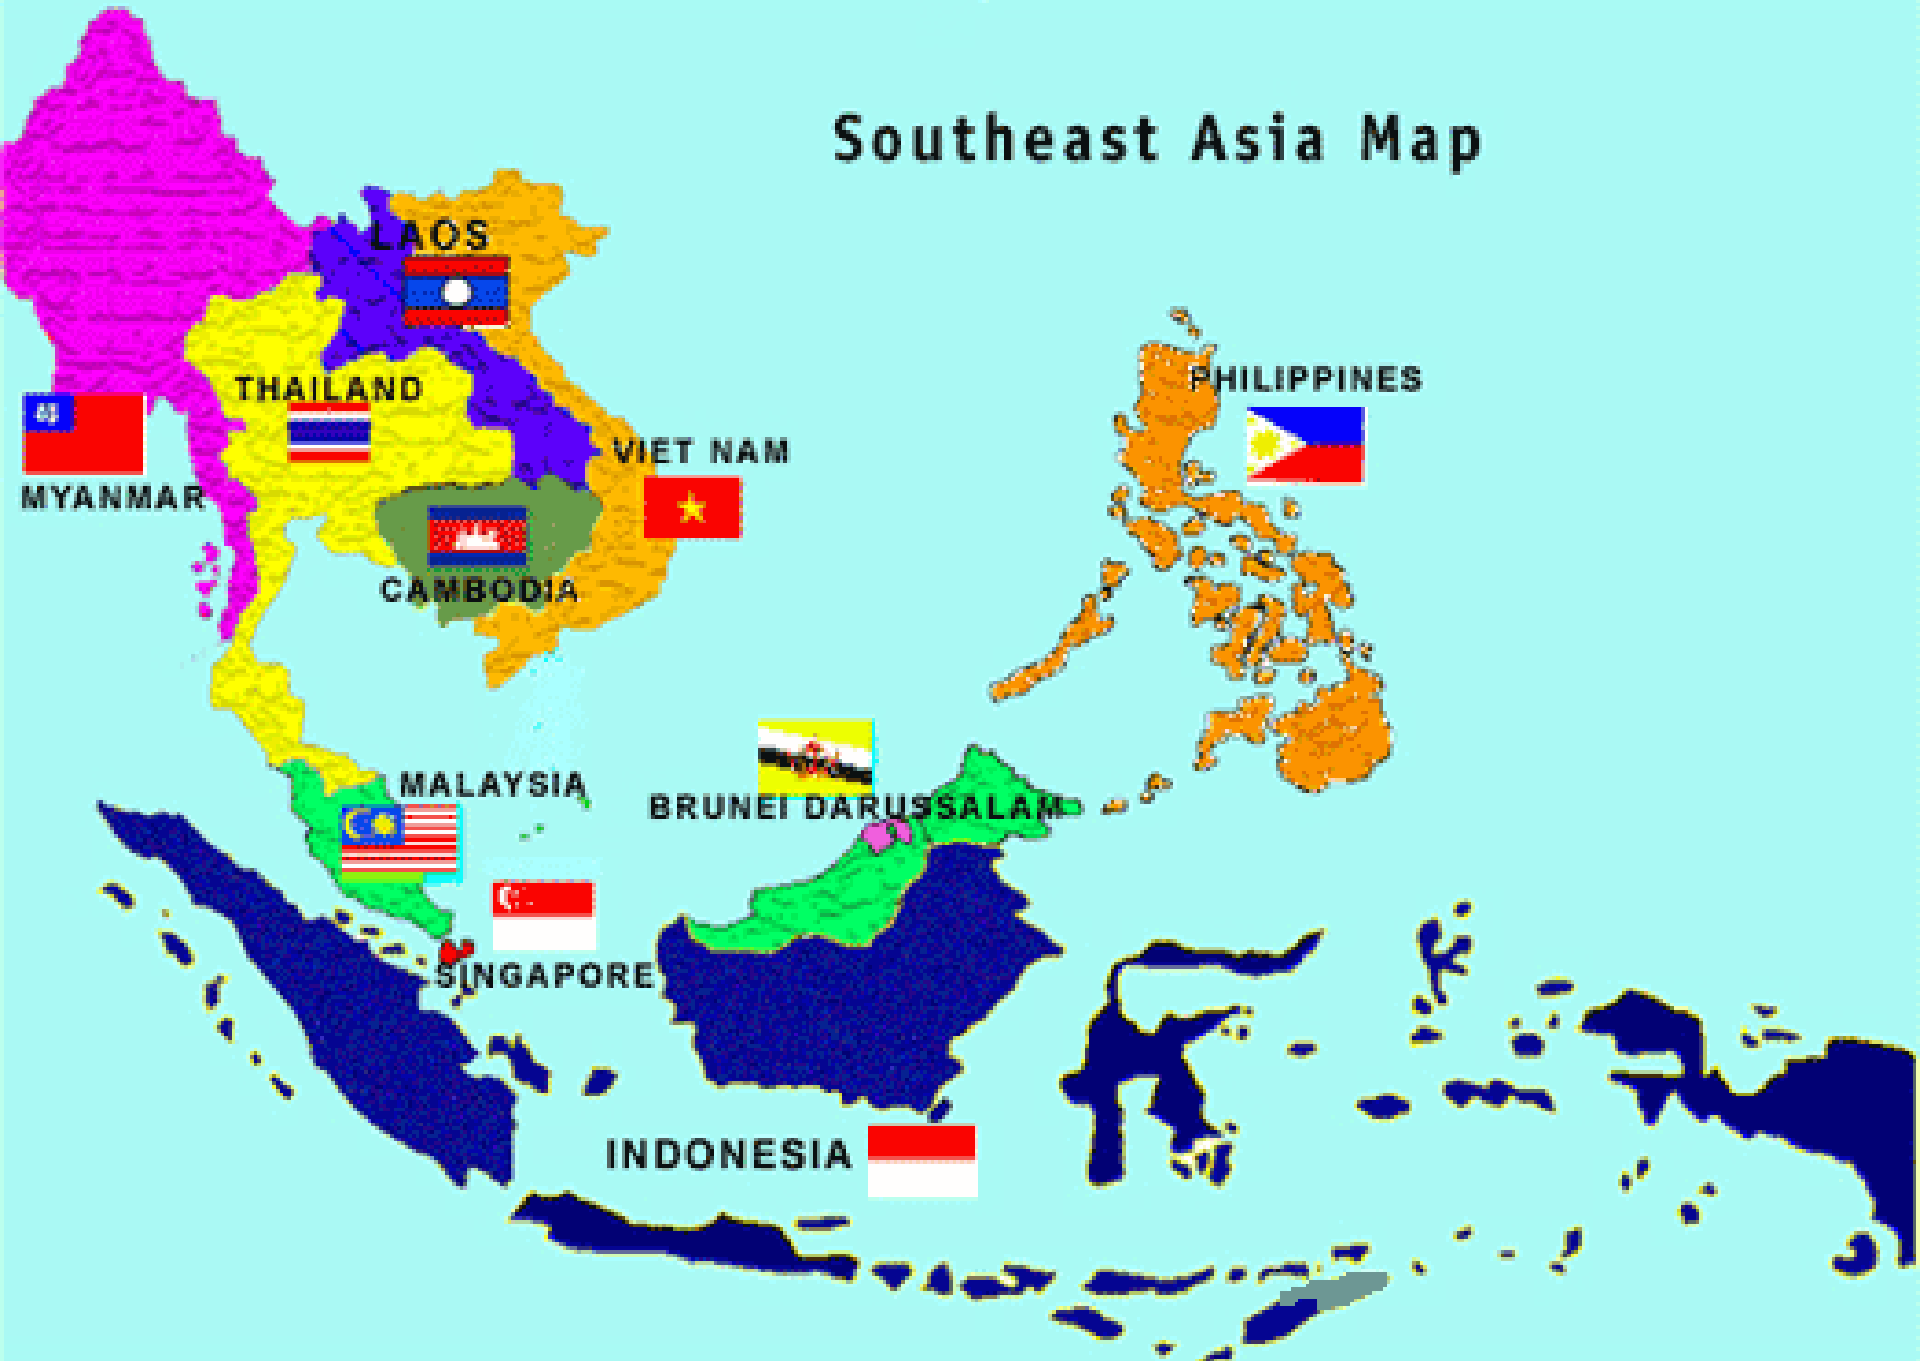 Southeast Asia Map
LAOS
PHILIPPINES
THAILAND
VIET NAM
MYANMAR
CAMBODIA
MALAYSIA
BRUNEI DARUSSALAM
SINGAPORE
INDONESIA